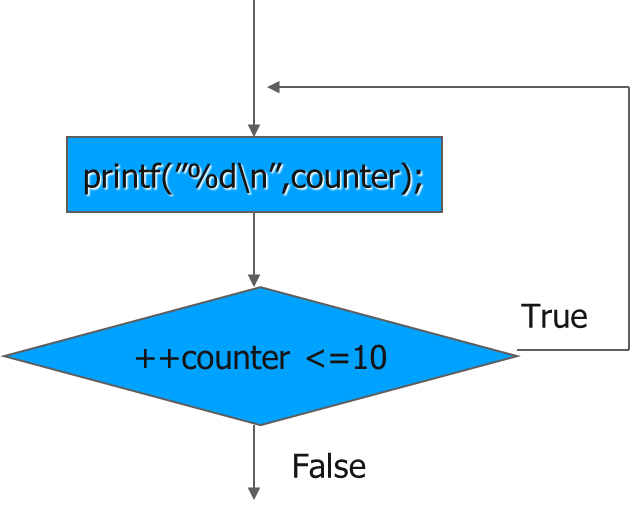 printf(”%d\n”,counter);
True
++counter <=10
False